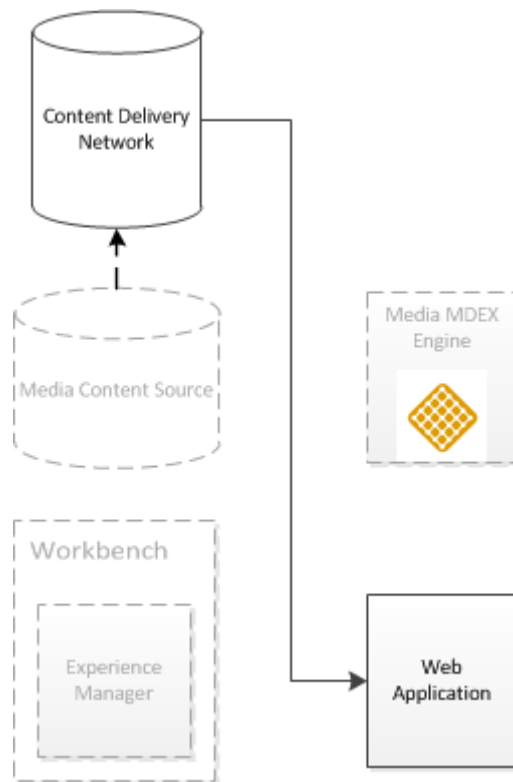 Content Delivery
Network
Media Content Source
Media MDEX
Engine
Workbench
Experience
Manager
Web
Application